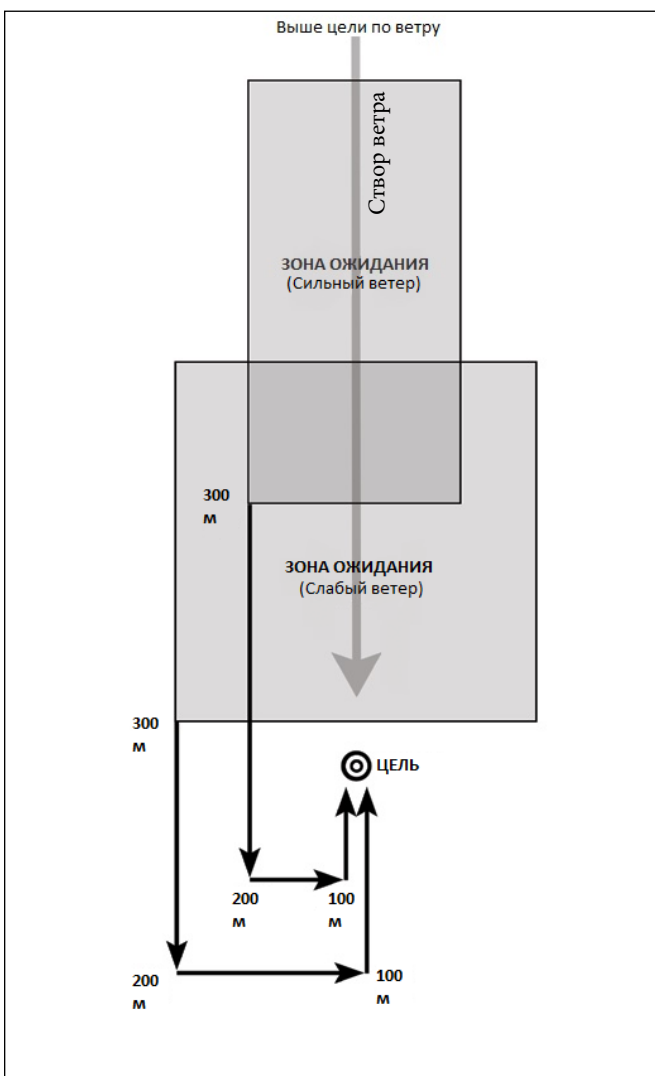 Выше цели по ветру
Створ ветра
ЗОНА ОЖИДАНИЯ
(Сильный ветер)
300
м
ЗОНА ОЖИДАНИЯ
(Слабый ветер)
300
м
ЦЕЛЬ
200
м
100
м
200
м
100
м